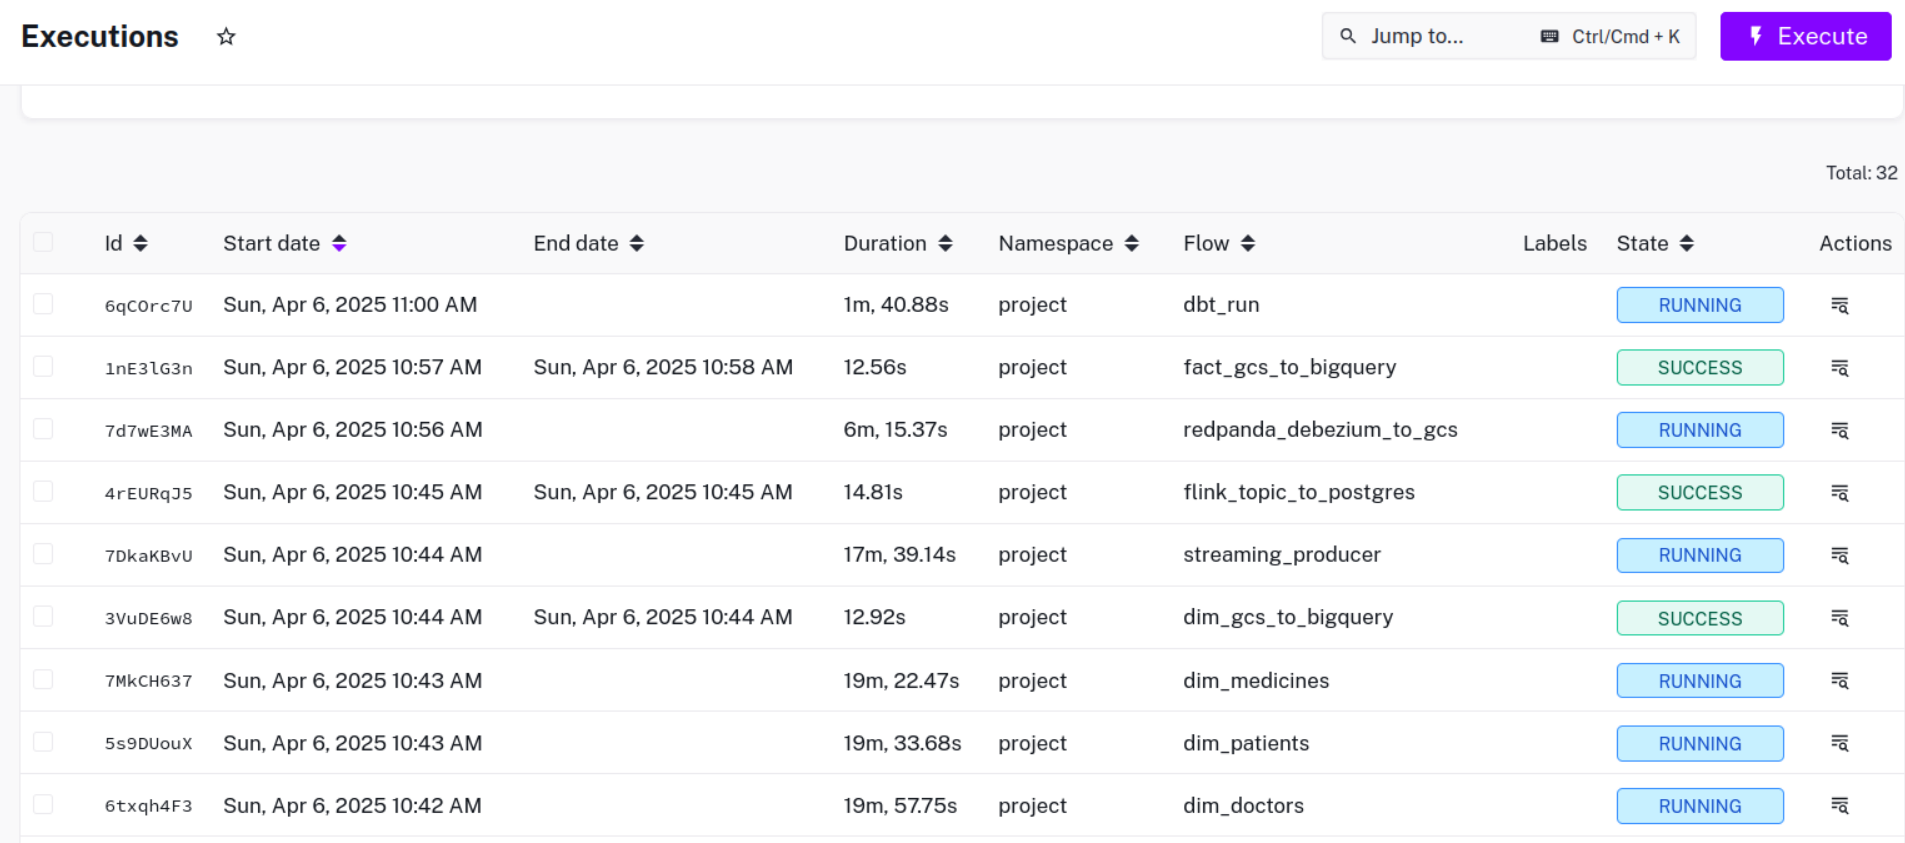 Executions
Jump to... Ctrl/Cmd + K
Execute
Total: 32
Id Start date End date Duration Namespace Flow Labels State Actions
6qCOrc7U Sun, Apr 6, 2025 11:00 AM 1m, 40.88s project dbt_run RUNNING
1nE3lG3n Sun, Apr 6, 2025 10:57 AM Sun, Apr 6, 2025 10:58 AM 12.56s project fact_gcs_to_bigquery SUCCESS
7d7wE3MA Sun, Apr 6, 2025 10:56 AM 6m, 15.37s project redpanda_debezium_to_gcs RUNNING
4rEURqJ5 Sun, Apr 6, 2025 10:45 AM Sun, Apr 6, 2025 10:45 AM 14.81s project flink_topic_to_postgres SUCCESS
7DkaKBvU Sun, Apr 6, 2025 10:44 AM 17m, 39.14s project streaming_producer RUNNING
3VuDE6w8 Sun, Apr 6, 2025 10:44 AM Sun, Apr 6, 2025 10:44 AM 12.92s project dim_gcs_to_bigquery SUCCESS
7MkCH637 Sun, Apr 6, 2025 10:43 AM 19m, 22.47s project dim_medicines RUNNING
5s9DUouX Sun, Apr 6, 2025 10:43 AM 19m, 33.68s project dim_patients RUNNING
6txqh4F3 Sun, Apr 6, 2025 10:42 AM 19m, 57.75s project dim_doctors RUNNING